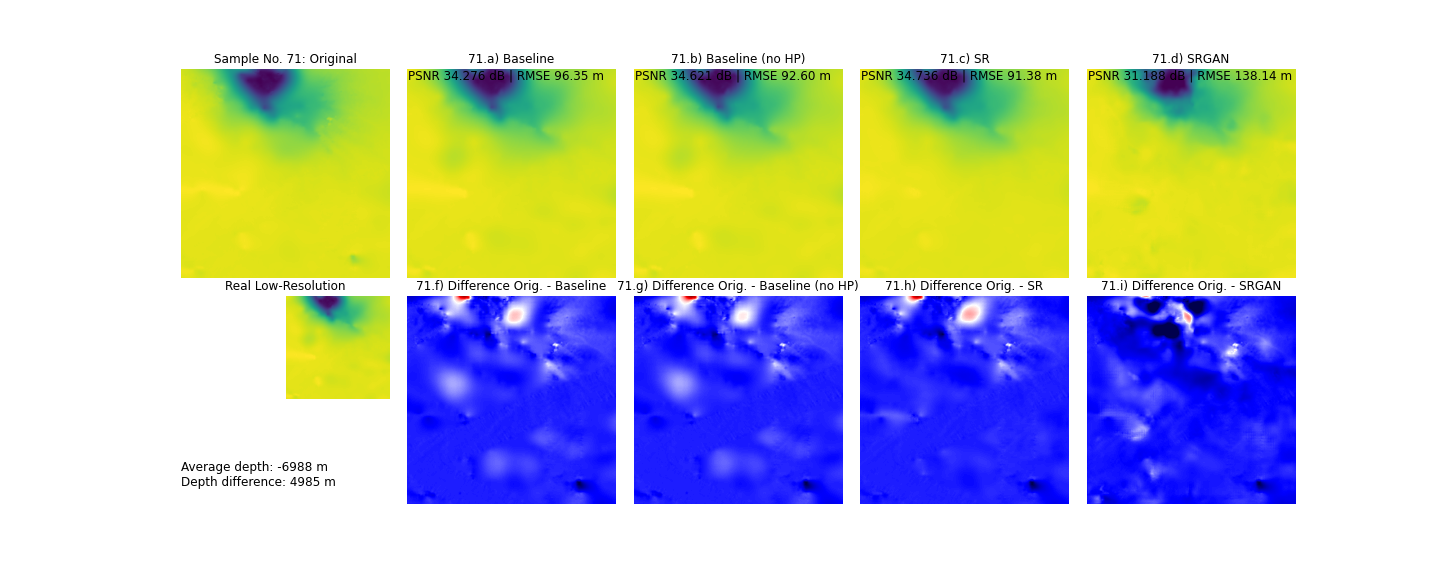 Sample No. 71: Original
71.a) Baseline
71.b) Baseline (no HP)
71.c) SR
71.d) SRGAN
PSNR 34.276 dB | RMSE 96.35 m
PSNR 34.621 dB | RMSE 92.60 m
PSNR 34.736 dB | RMSE 91.38 m
PSNR 31.188 dB | RMSE 138.14 m
Real Low-Resolution
71.f) Difference Orig. - Baseline
71.g) Difference Orig. - Baseline (no HP)
71.h) Difference Orig. - SR
71.i) Difference Orig. - SRGAN
Average depth: -6988 m
Depth difference: 4985 m